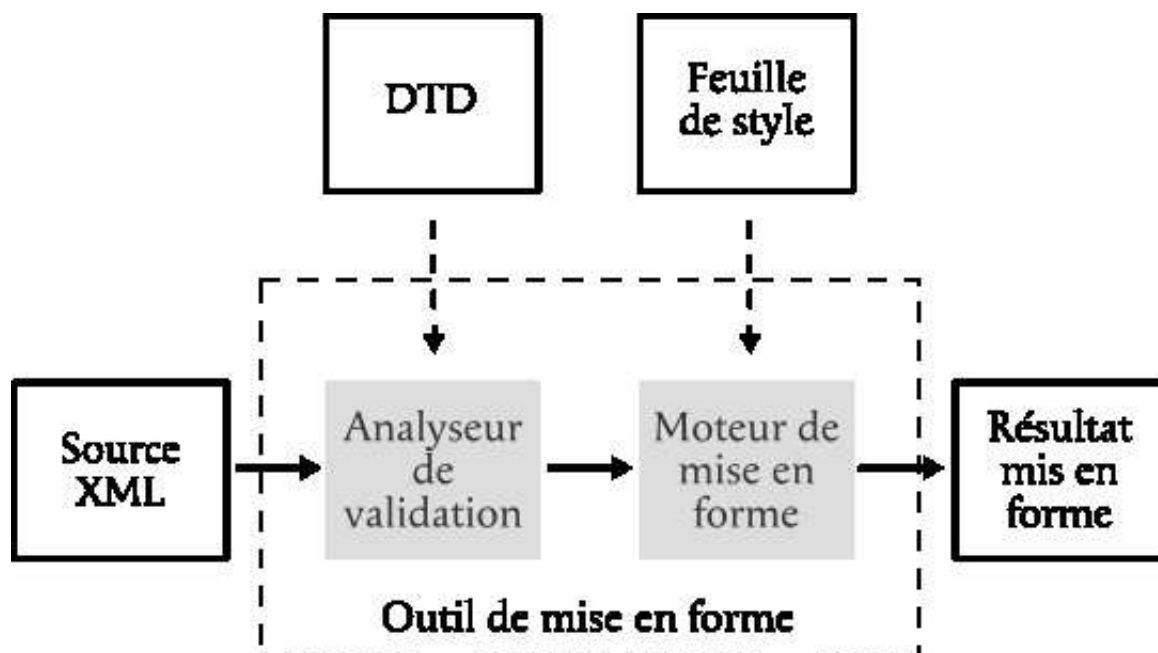 DTD
Feuille
de style
Source
XML
Analyseur
de
validation
Moteur de
mise en
forme
Résultat
mis en
forme
Outil de mise en forme